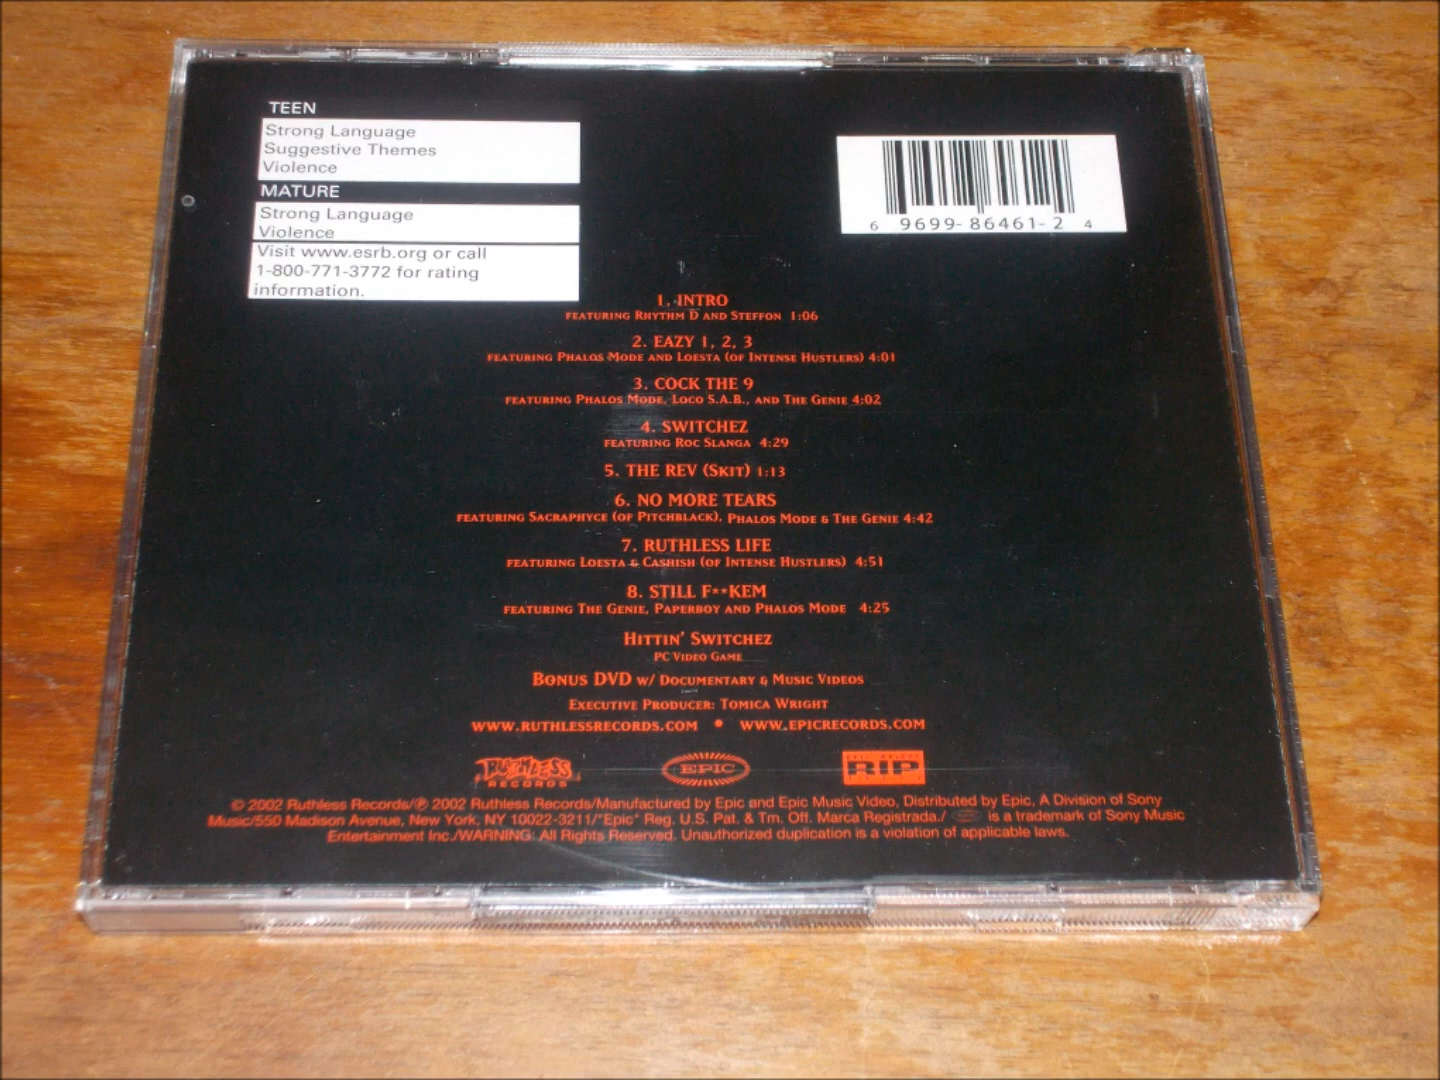 TEEN
Strong Language
Suggestive Themes
Violence
MATURE
Strong Language
Violence
Visit www.esrb.org or call
1-800-771-3772 for rating
information.
6 9699-86461-2 4
1. INTRO
FEATURING RHYTHM D AND STEFFON 1:06
2. EAZY 1, 2, 3
FEATURING PHALOS MODE AND LOESTA (OF INTENSE HUSTLERS) 4:01
3. COCK THE 9
FEATURING PHALOS MODE, LOCO S.A.B., AND THE GENIE 4:02
4. SWITCHEZ
FEATURING ROC SLANGA 4:29
5. THE REV (SKIT) 1:13
6. NO MORE TEARS
FEATURING SACRAPHYCE (OF PITCHBLACK), PHALOS MODE & THE GENIE 4:42
7. RUTHLESS LIFE
FEATURING LOESTA & CASHISH (OF INTENSE HUSTLERS) 4:51
8. STILL F**KEM
FEATURING THE GENIE, PAPERBOY AND PHALOS MODE 4:25
HITTIN' SWITCHEZ
PC VIDEO GAME
BONUS DVD W/ DOCUMENTARY & MUSIC VIDEOS
EXECUTIVE PRODUCER: TOMICA WRIGHT
WWW.RUTHLESSRECORDS.COM • WWW.EPICRECORDS.COM
RUTHLESS RECORDS EPIC RIP
© 2002 Ruthless Records/℗ 2002 Ruthless Records/Manufactured by Epic and Epic Music Video, Distributed by Epic, A Division of Sony
Music/550 Madison Avenue, New York, NY 10022-3211/"Epic" Reg. U.S. Pat. & Tm. Off. Marca Registrada./ is a trademark of Sony Music
Entertainment Inc./WARNING: All Rights Reserved. Unauthorized duplication is a violation of applicable laws.